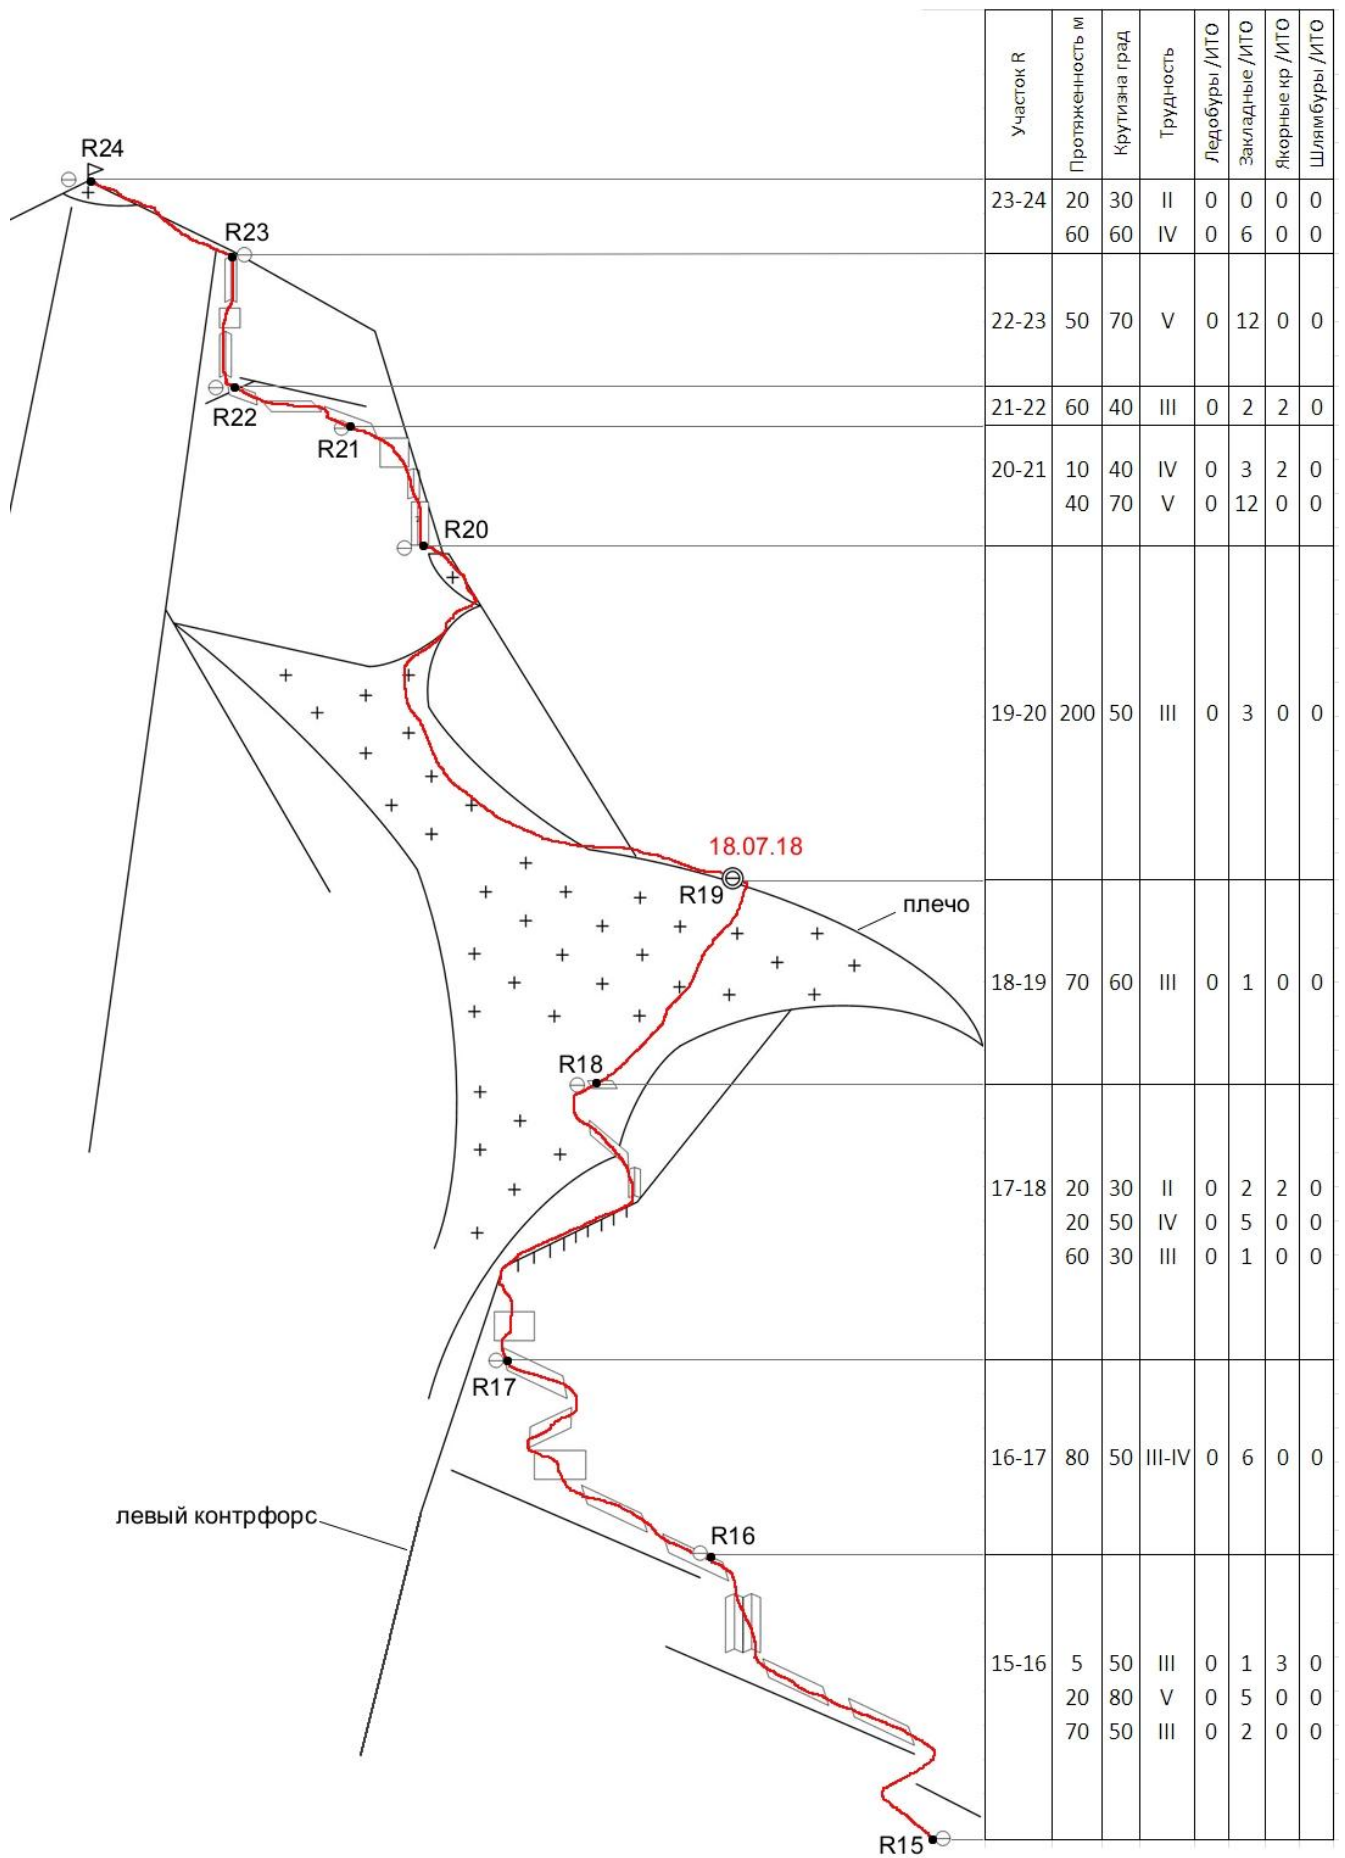 Участок R Протяженность м Крутизна град Трудность Ледобуры /ИТО Закладные /ИТО Якорные кр /ИТО Шлямбуры /ИТО
R24
23-24 20 30 II 0 0 0 0
60 60 IV 0 6 0 0
R23
22-23 50 70 V 0 12 0 0
R22
21-22 60 40 III 0 2 2 0
R21
20-21 10 40 IV 0 3 2 0
40 70 V 0 12 0 0
R20
19-20 200 50 III 0 3 0 0
18.07.18
R19
плечо
18-19 70 60 III 0 1 0 0
R18
17-18 20 30 II 0 2 2 0
20 50 IV 0 5 0 0
60 30 III 0 1 0 0
R17
16-17 80 50 III-IV 0 6 0 0
левый контрфорс
R16
15-16 5 50 III 0 1 3 0
20 80 V 0 5 0 0
70 50 III 0 2 0 0
R15